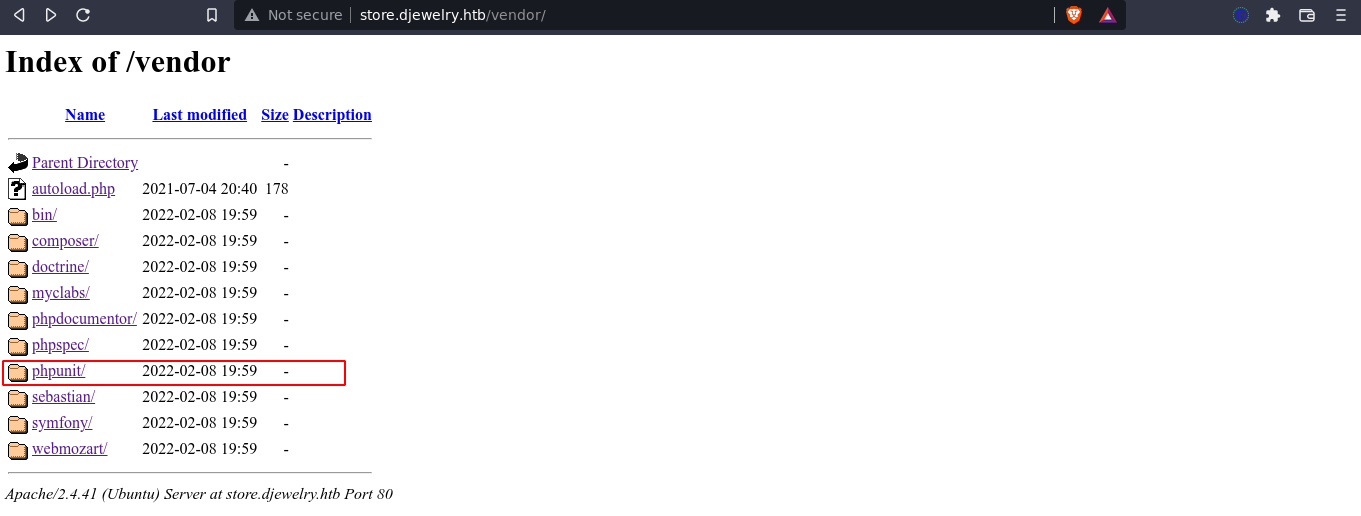 Not secure store.djewelry.htb/vendor/
Index of /vendor
Name Last modified Size Description
Parent Directory -
autoload.php 2021-07-04 20:40 178
bin/ 2022-02-08 19:59 -
composer/ 2022-02-08 19:59 -
doctrine/ 2022-02-08 19:59 -
myclabs/ 2022-02-08 19:59 -
phpdocumentor/ 2022-02-08 19:59 -
phpspec/ 2022-02-08 19:59 -
phpunit/ 2022-02-08 19:59 -
sebastian/ 2022-02-08 19:59 -
symfony/ 2022-02-08 19:59 -
webmozart/ 2022-02-08 19:59 -
Apache/2.4.41 (Ubuntu) Server at store.djewelry.htb Port 80